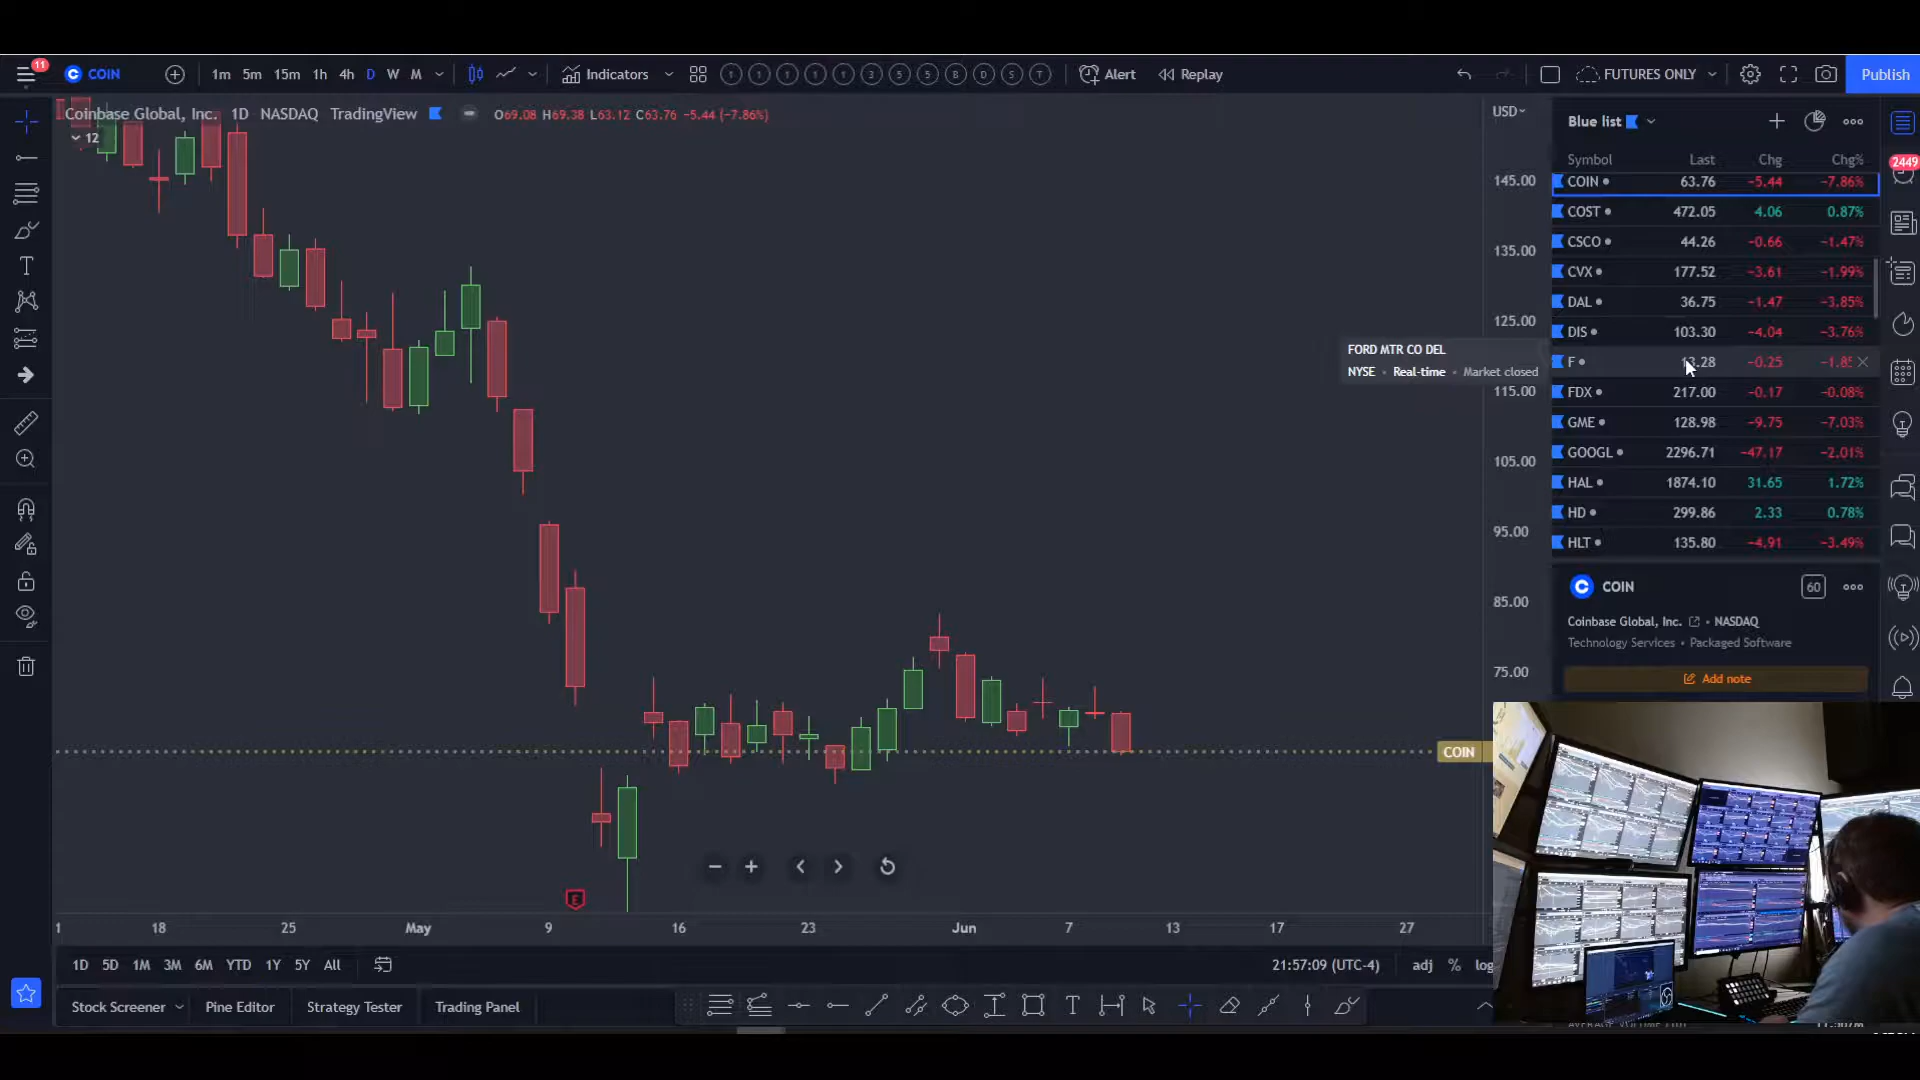 11
COIN
1m 5m 15m 1h 4h D W M
Indicators
1 1 1 1 1 3 5 5 B D S T
Alert
Replay
FUTURES ONLY
Publish
Coinbase Global, Inc. 1D NASDAQ TradingView
O69.08 H69.38 L63.12 C63.76 −5.44 (−7.86%)
12
USD
145.00
135.00
125.00
115.00
105.00
95.00
85.00
75.00
COIN
FORD MTR CO DEL
NYSE • Real-time • Market closed
Blue list
2449
Symbol Last Chg Chg%
COIN 63.76 −5.44 −7.86%
COST 472.05 4.06 0.87%
CSCO 44.26 −0.66 −1.47%
CVX 177.52 −3.61 −1.99%
DAL 36.75 −1.47 −3.85%
DIS 103.30 −4.04 −3.76%
F 13.28 −0.25 −1.85
FDX 217.00 −0.17 −0.08%
GME 128.98 −9.75 −7.03%
GOOGL 2296.71 −47.17 −2.01%
HAL 1874.10 31.65 1.72%
HD 299.86 2.33 0.78%
HLT 135.80 −4.91 −3.49%
COIN
60
Coinbase Global, Inc. • NASDAQ
Technology Services • Packaged Software
Add note
E
18 25 May 9 16 23 Jun 7 13 17 27
1D 5D 1M 3M 6M YTD 1Y 5Y All
21:57:09 (UTC-4)
adj % log
Stock Screener Pine Editor Strategy Tester Trading Panel